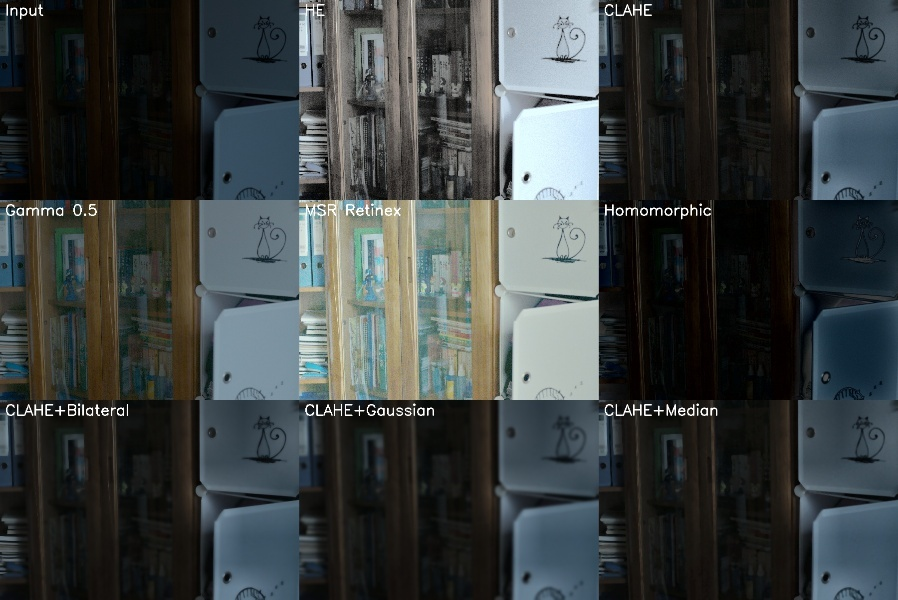 Input
HE
CLAHE
Gamma 0.5
MSR Retinex
Homomorphic
CLAHE+Bilateral
CLAHE+Gaussian
CLAHE+Median